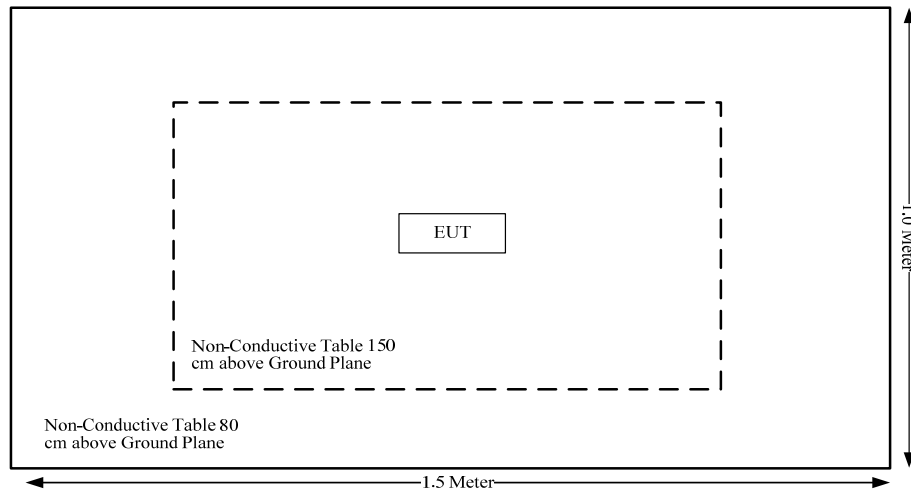 EUT
Non-Conductive Table 150
cm above Ground Plane
Non-Conductive Table 80
cm above Ground Plane
1.0 Meter
1.5 Meter